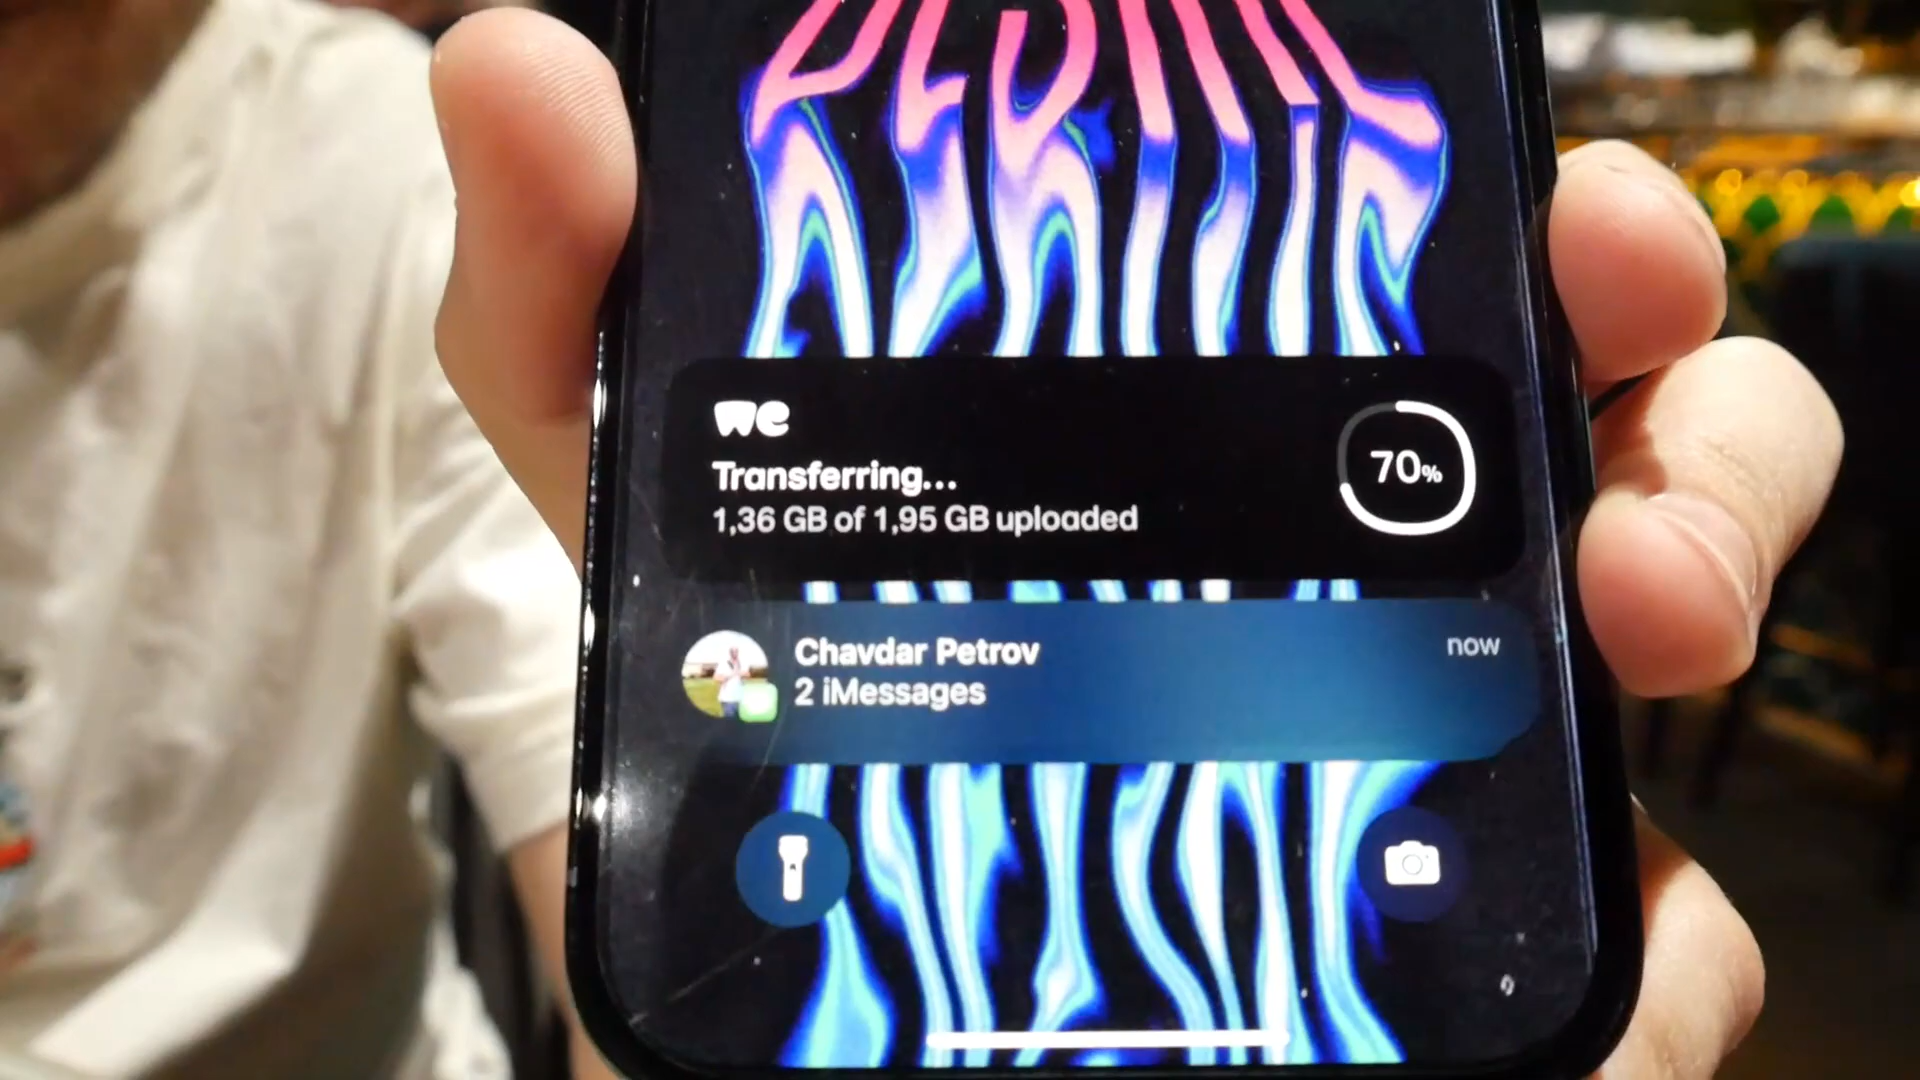 we
Transferring...
1,36 GB of 1,95 GB uploaded
70%
Chavdar Petrov
now
2 iMessages